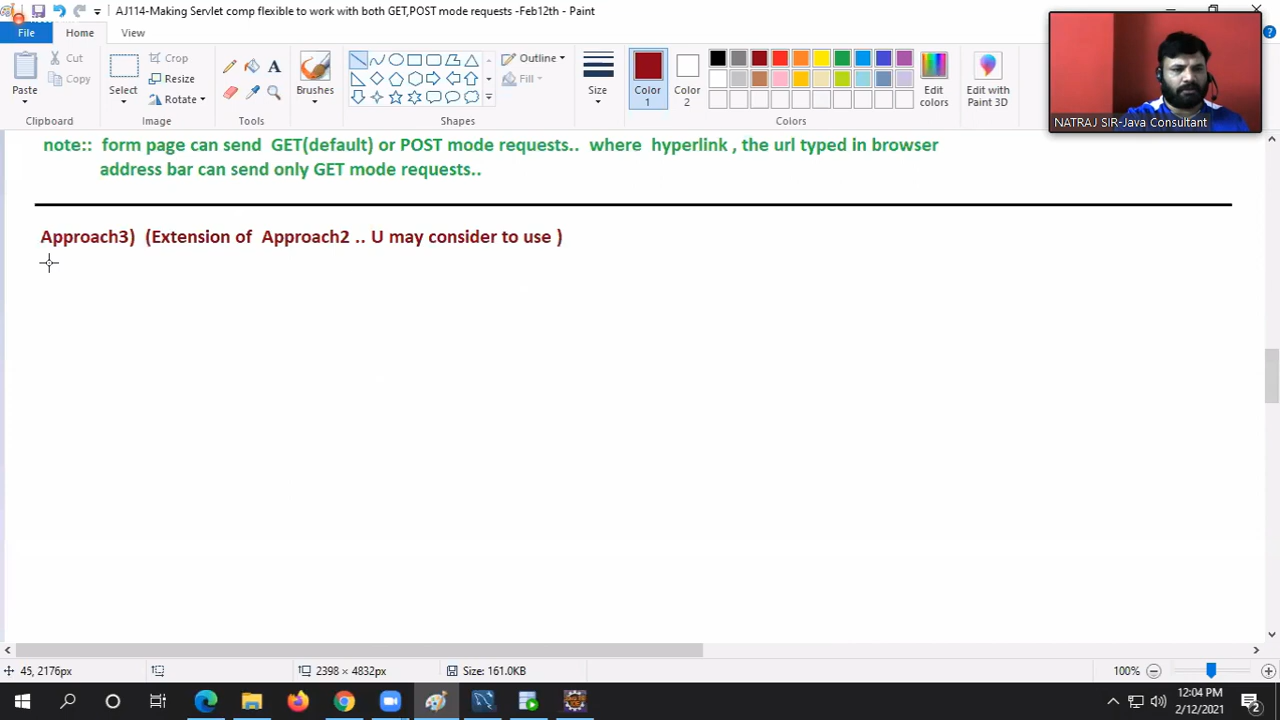 AJ114-Making Servlet comp flexible to work with both GET,POST mode requests -Feb12th - Paint
File Home View
Cut
Copy
Paste
Clipboard
Crop
Resize
Rotate
Select
Image
Tools
Brushes
Outline
Fill
Shapes
Size
Color 1
Color 2
Edit colors
Edit with Paint 3D
Colors
NATRAJ SIR-Java Consultant
note:: form page can send GET(default) or POST mode requests.. where hyperlink , the url typed in browser
address bar can send only GET mode requests..
Approach3) (Extension of Approach2 .. U may consider to use )
45, 2176px
2398 × 4832px
Size: 161.0KB
100%
12:04 PM
2/12/2021
2